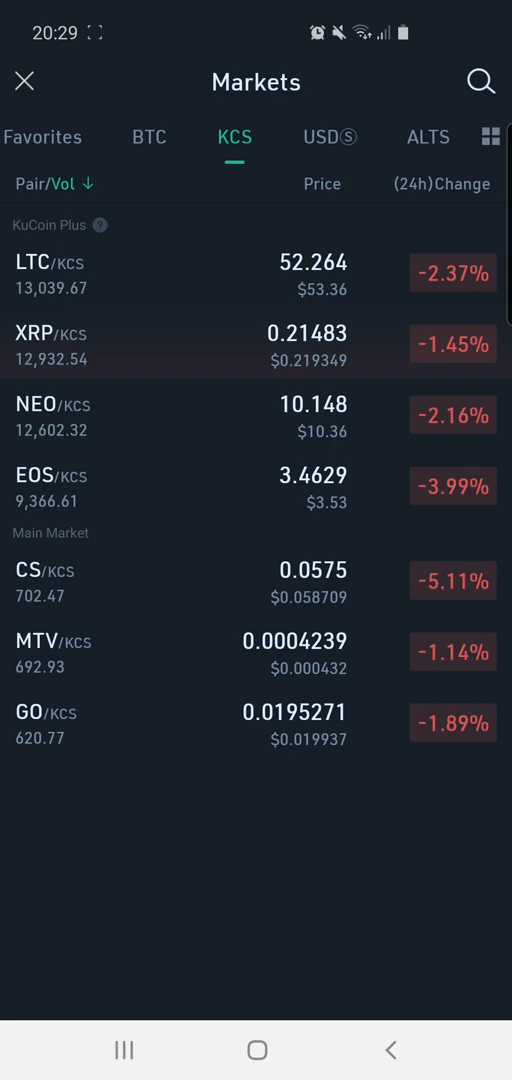 20:29
Markets
Favorites BTC KCS USDⓈ ALTS
Pair/Vol ↓ Price (24h)Change
KuCoin Plus ?
LTC/KCS 52.264 -2.37%
13,039.67 $53.36
XRP/KCS 0.21483 -1.45%
12,932.54 $0.219349
NEO/KCS 10.148 -2.16%
12,602.32 $10.36
EOS/KCS 3.4629 -3.99%
9,366.61 $3.53
Main Market
CS/KCS 0.0575 -5.11%
702.47 $0.058709
MTV/KCS 0.0004239 -1.14%
692.93 $0.000432
GO/KCS 0.0195271 -1.89%
620.77 $0.019937